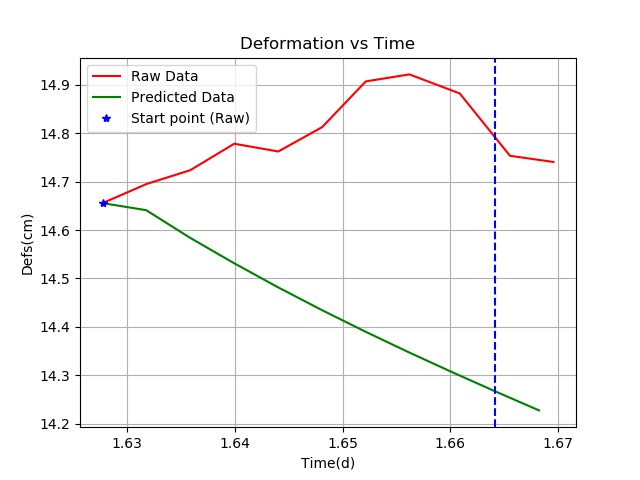 Deformation vs Time
Raw Data
Predicted Data
Start point (Raw)
14.9
14.8
14.7
14.6
14.5
14.4
14.3
14.2
Defs(cm)
1.63 1.64 1.65 1.66 1.67
Time(d)